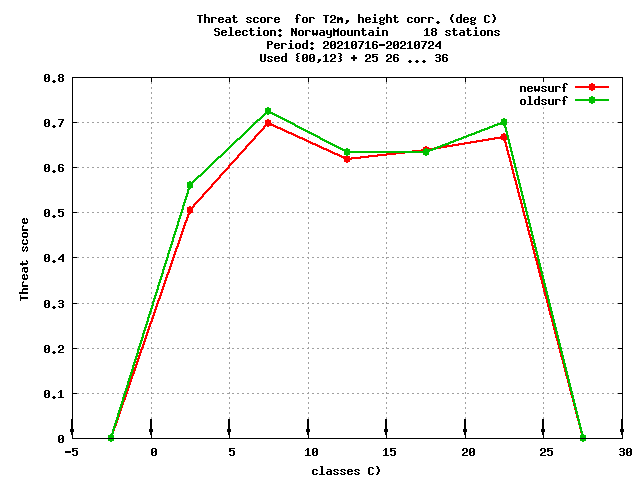 Threat score  for T2m, height corr. (deg C)
Selection: NorwayMountain     18 stations
Period: 20210716-20210724
Used {00,12} + 25 26 ... 36
newsurf
oldsurf
Threat score
0.8
0.7
0.6
0.5
0.4
0.3
0.2
0.1
0
-5 0 5 10 15 20 25 30
classes C)